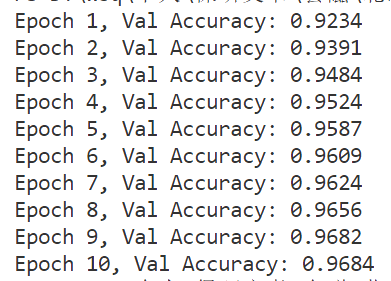 Epoch 1, Val Accuracy: 0.9234
Epoch 2, Val Accuracy: 0.9391
Epoch 3, Val Accuracy: 0.9484
Epoch 4, Val Accuracy: 0.9524
Epoch 5, Val Accuracy: 0.9587
Epoch 6, Val Accuracy: 0.9609
Epoch 7, Val Accuracy: 0.9624
Epoch 8, Val Accuracy: 0.9656
Epoch 9, Val Accuracy: 0.9682
Epoch 10, Val Accuracy: 0.9684